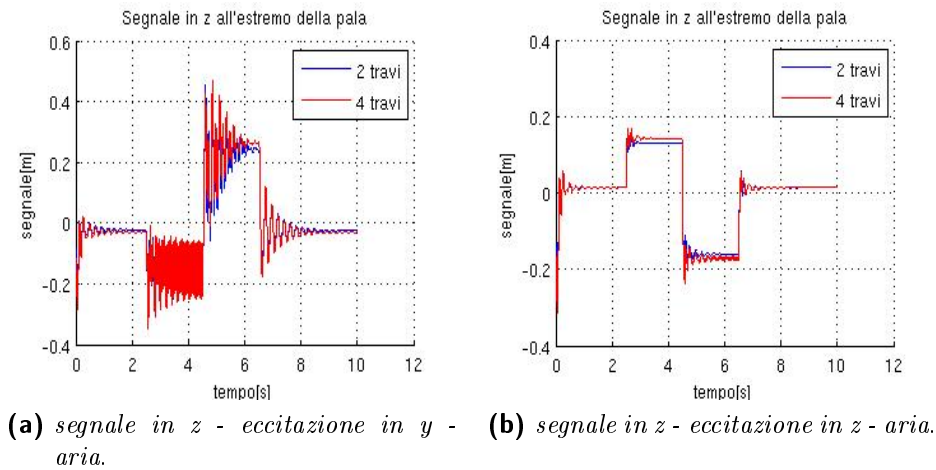 Segnale in z all'estremo della pala
0.6
0.4
0.2
0
-0.2
-0.4
segnale[m]
2 travi
4 travi
0 2 4 6 8 10 12
tempo[s]
(a) segnale in z - eccitazione in y -
aria.
Segnale in z all'estremo della pala
0.4
0.2
0
-0.2
-0.4
segnale[m]
2 travi
4 travi
0 2 4 6 8 10 12
tempo[s]
(b) segnale in z - eccitazione in z - aria.